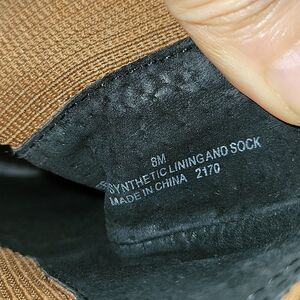 8M
SYNTHETIC LINING AND SOCK
MADE IN CHINA 2170